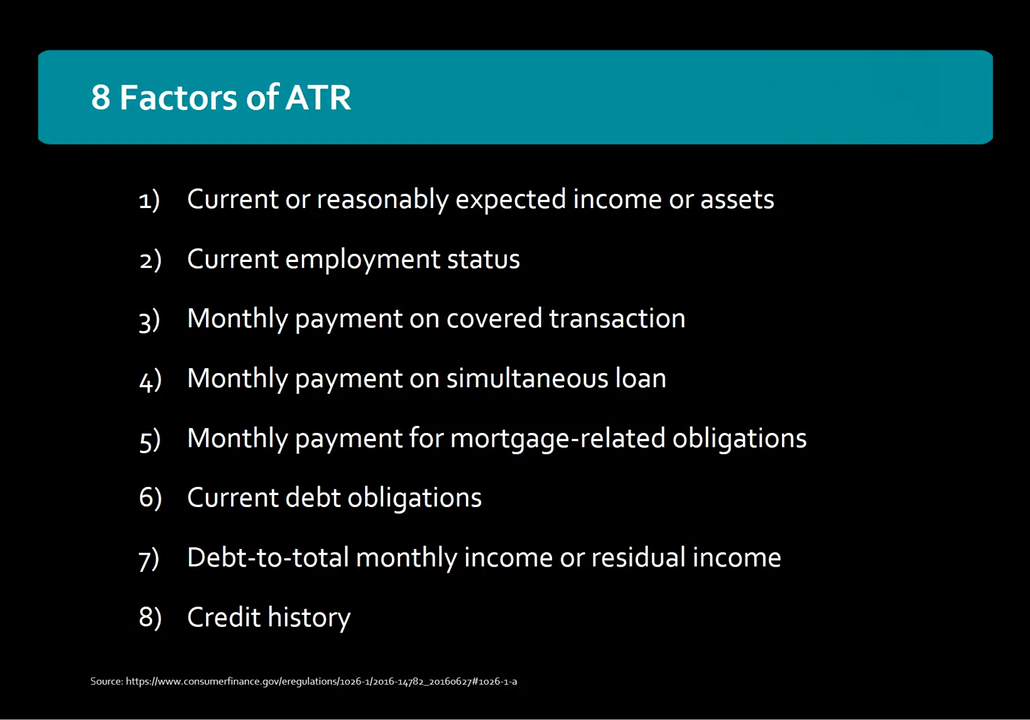 8 Factors of ATR
1) Current or reasonably expected income or assets
2) Current employment status
3) Monthly payment on covered transaction
4) Monthly payment on simultaneous loan
5) Monthly payment for mortgage-related obligations
6) Current debt obligations
7) Debt-to-total monthly income or residual income
8) Credit history
Source: https://www.consumerfinance.gov/eregulations/1026-1/2016-14782_20160627#1026-1-a